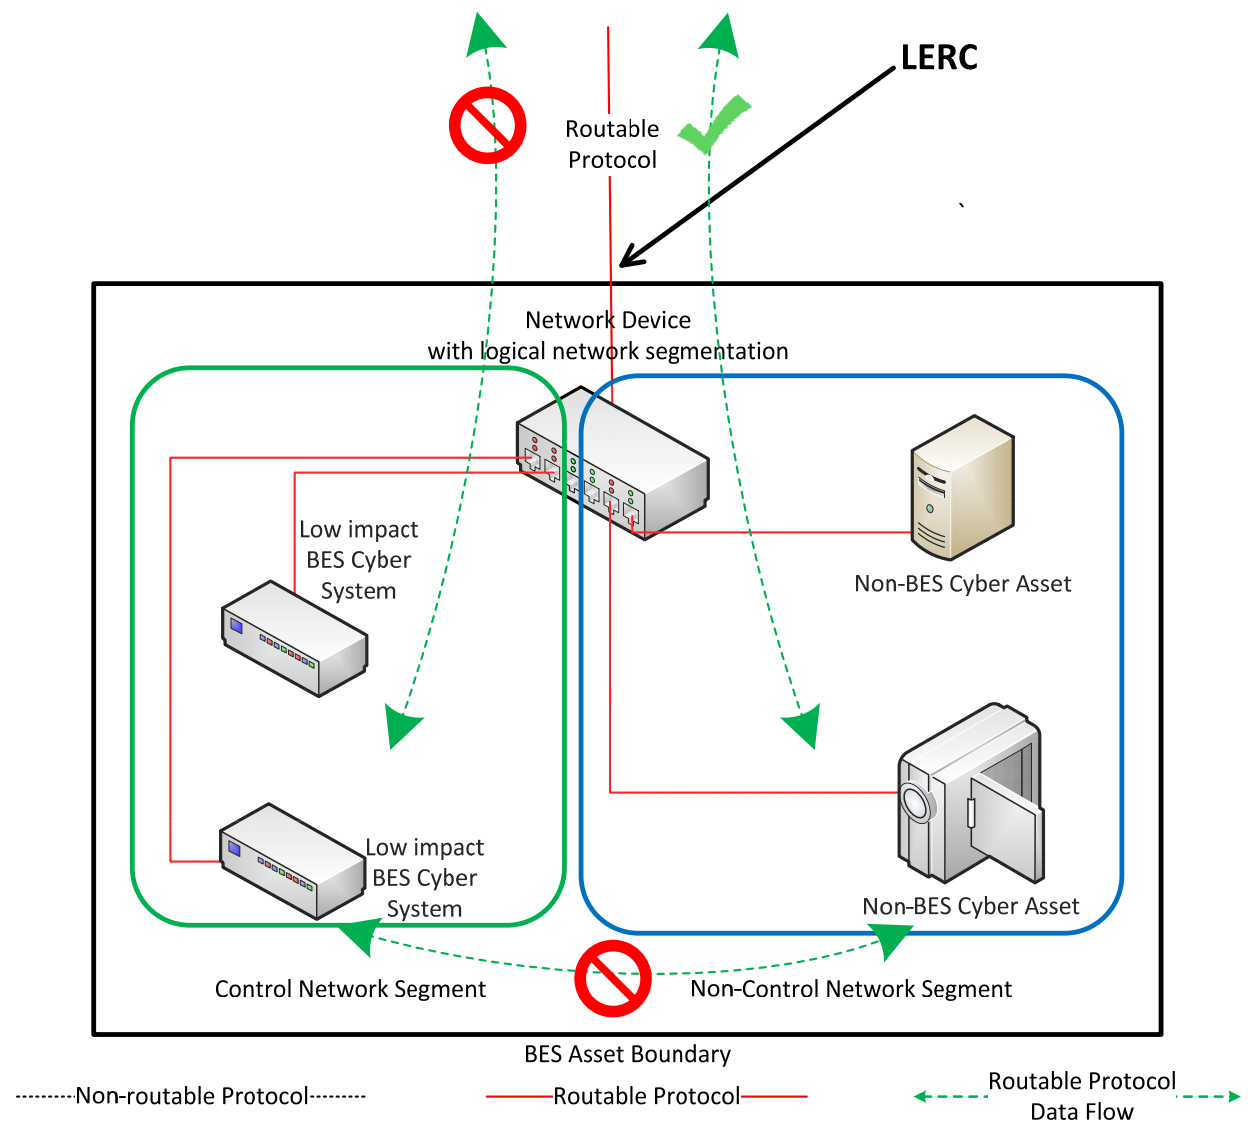 LERC
Routable
Protocol
`
Network Device
with logical network segmentation
Low impact
BES Cyber
System
Non-BES Cyber Asset
Low impact
BES Cyber
System
Non-BES Cyber Asset
Control Network Segment
Non-Control Network Segment
BES Asset Boundary
Non-routable Protocol
Routable Protocol
Routable Protocol
Data Flow